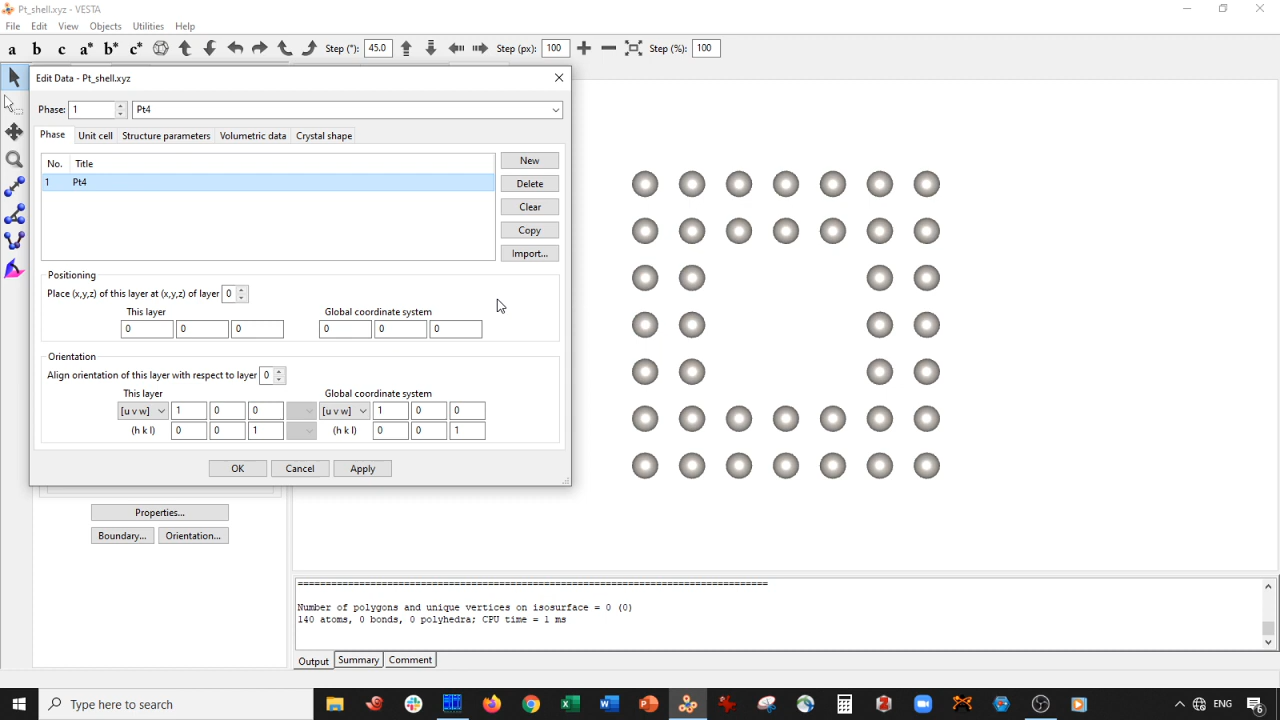 Pt_shell.xyz - VESTA
File Edit View Objects Utilities Help
a b c a* b* c* Step (°): 45.0 Step (px): 100 Step (%): 100
Edit Data - Pt_shell.xyz
Phase: 1 Pt4
Phase Unit cell Structure parameters Volumetric data Crystal shape
No. Title
1 Pt4
New
Delete
Clear
Copy
Import...
Positioning
Place (x,y,z) of this layer at (x,y,z) of layer 0
This layer Global coordinate system
0 0 0 0 0 0
Orientation
Align orientation of this layer with respect to layer 0
This layer Global coordinate system
[u v w] 1 0 0 [u v w] 1 0 0
(h k l) 0 0 1 (h k l) 0 0 1
OK Cancel Apply
Properties...
Boundary... Orientation...
================================================================================
Number of polygons and unique vertices on isosurface = 0 (0)
140 atoms, 0 bonds, 0 polyhedra; CPU time = 1 ms
Output Summary Comment
Type here to search
ENG
6